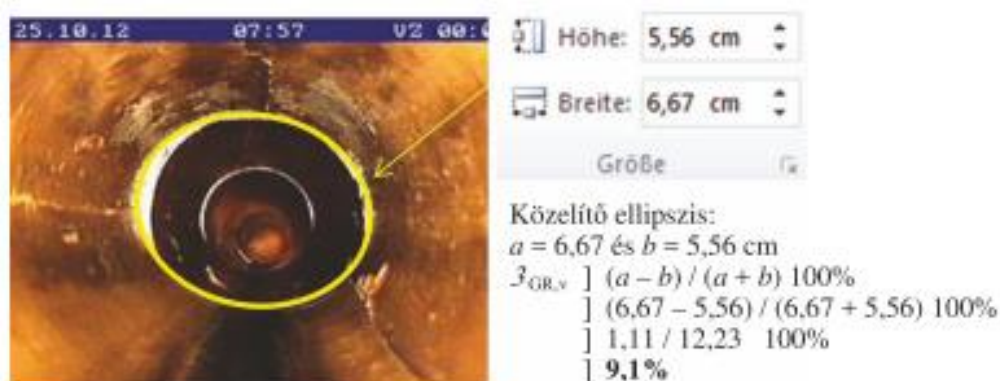 25.10.12 07:57 VZ 00:
Höhe: 5,56 cm
Breite: 6,67 cm
Größe
Közelítő ellipszis:
a = 6,67 és b = 5,56 cm
3GR,v ] (a – b) / (a + b) 100%
] (6,67 – 5,56) / (6,67 + 5,56) 100%
] 1,11 / 12,23 100%
] 9,1%